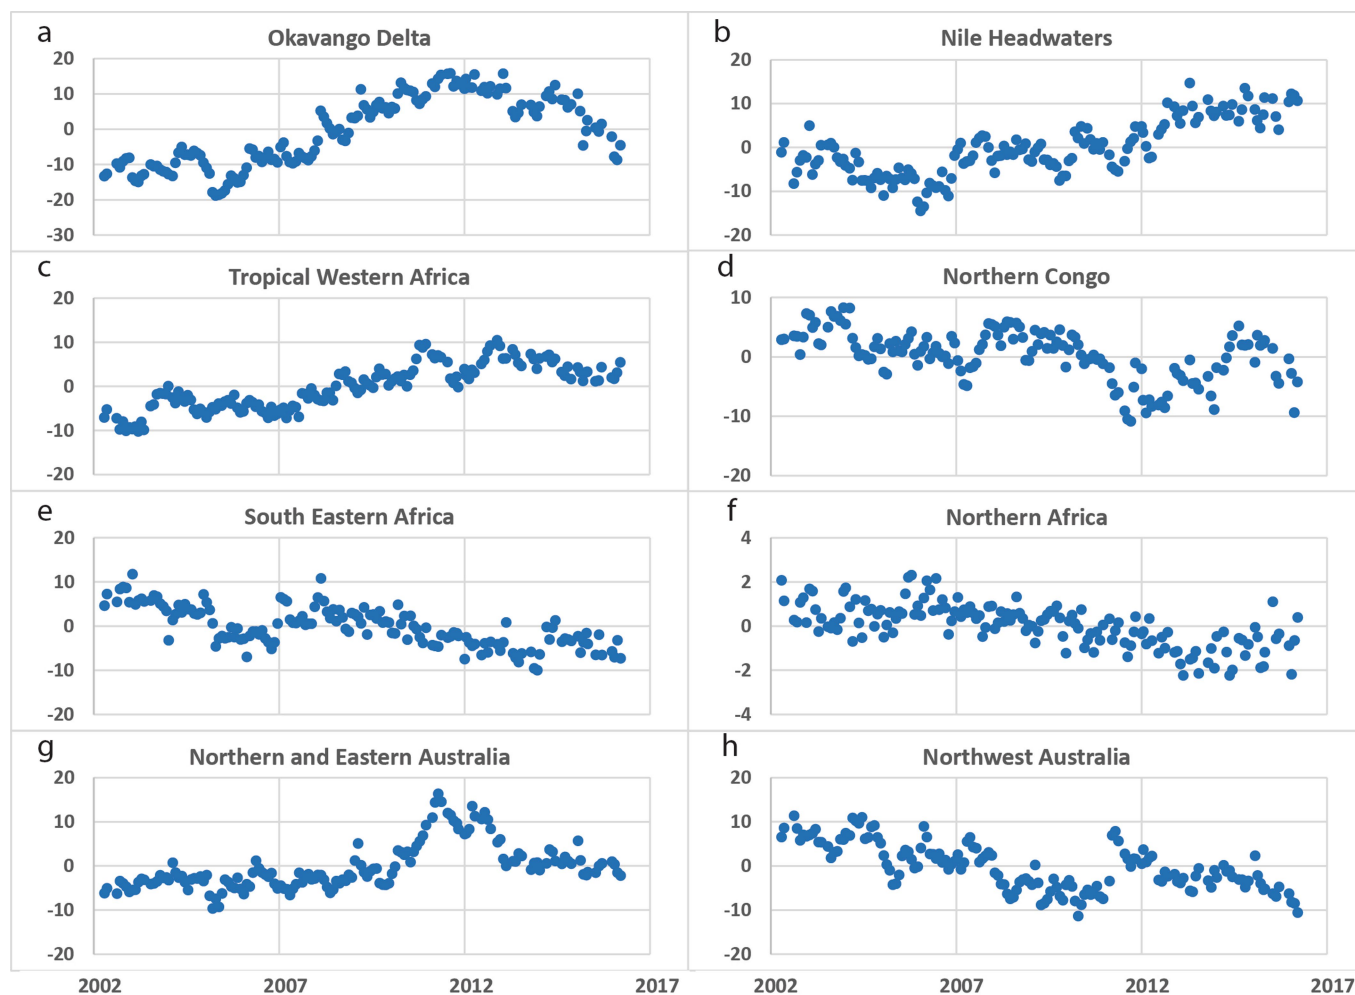 a
Okavango Delta
20
10
0
-10
-20
-30
b
Nile Headwaters
20
10
0
-10
-20
c
Tropical Western Africa
20
10
0
-10
-20
d
Northern Congo
10
0
-10
-20
e
South Eastern Africa
20
10
0
-10
-20
f
Northern Africa
4
2
0
-2
-4
g
Northern and Eastern Australia
20
10
0
-10
-20
2002 2007 2012 2017
h
Northwest Australia
20
10
0
-10
-20
2002 2007 2012 2017